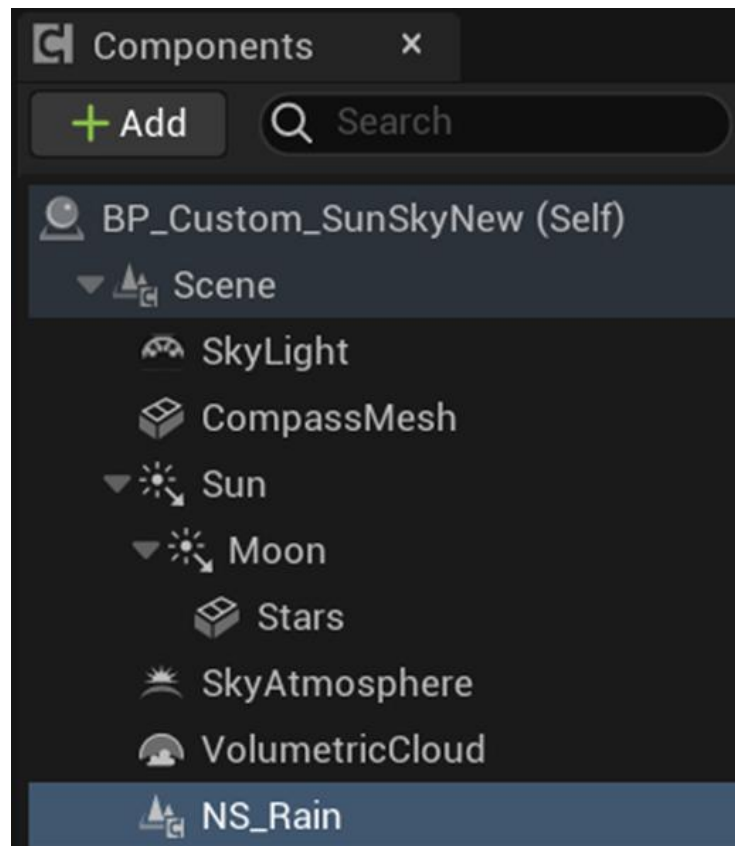 Components ×
Add Search
BP_Custom_SunSkyNew (Self)
Scene
SkyLight
CompassMesh
Sun
Moon
Stars
SkyAtmosphere
VolumetricCloud
NS_Rain